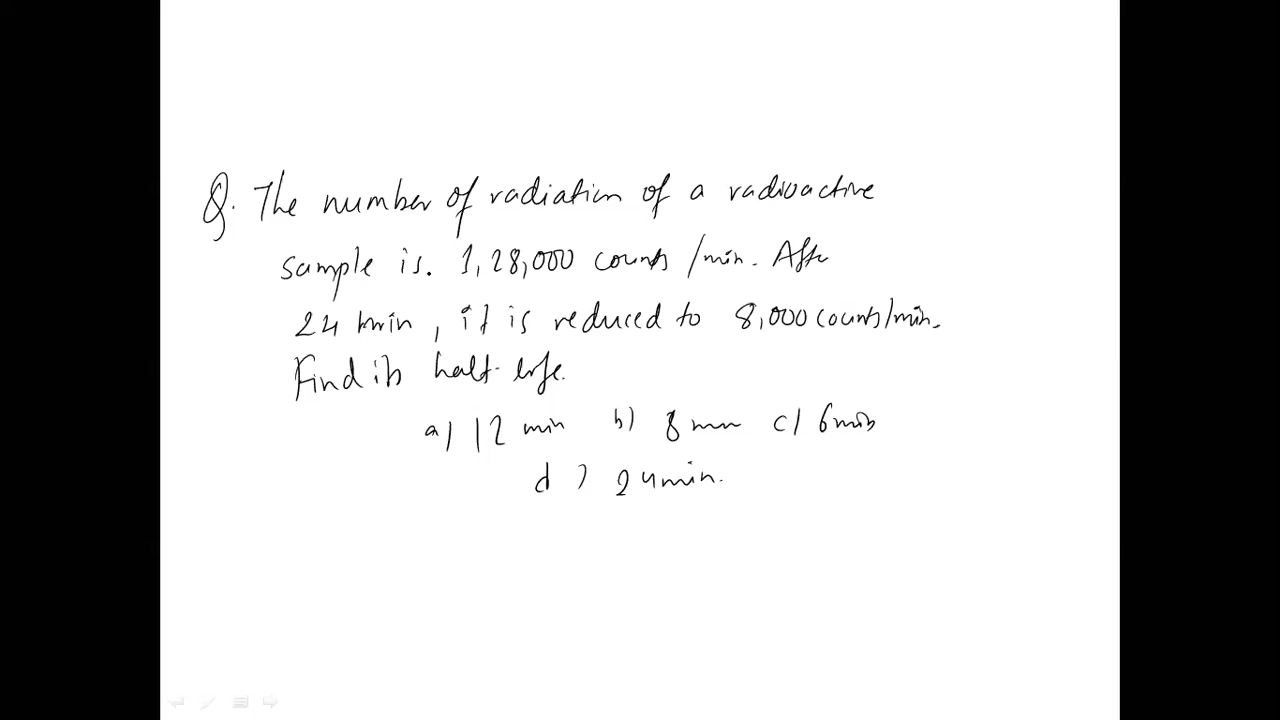 Q. The number of radiation of a radioactive
sample is. 1,28,000 counts /min. After
24 min, it is reduced to 8,000 counts/min.
Find its half-life.
a) 12 min b) 8 min c) 6 min
d) 24 min.